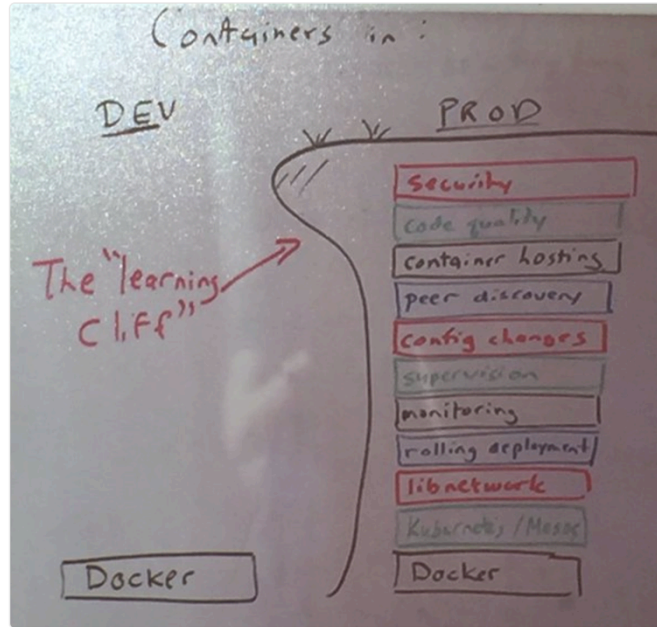 Containers in:
DEV
PROD
The "learning
Cliff"
Docker
security
code quality
container hosting
peer discovery
config changes
supervision
monitoring
rolling deployment
libnetwork
Kubernetes/Mesos
Docker